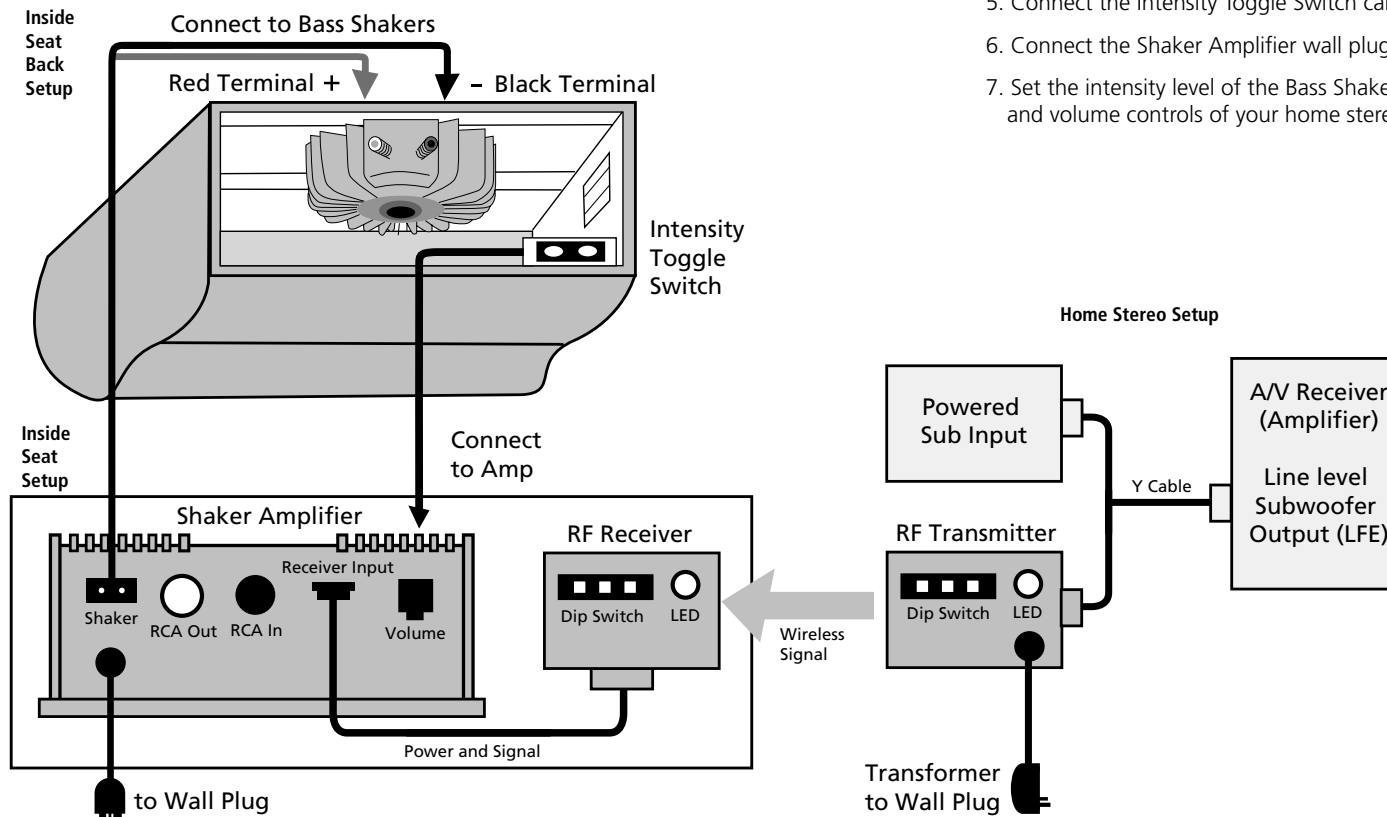 Inside
Seat
Back
Setup
Connect to Bass Shakers
Red Terminal +
– Black Terminal
Intensity
Toggle
Switch
Connect
to Amp
Inside
Seat
Setup
Shaker Amplifier
Receiver Input
Shaker
RCA Out
RCA In
Volume
RF Receiver
Dip Switch
LED
Power and Signal
to Wall Plug
Wireless
Signal
5. Connect the Intensity Toggle Switch
6. Connect the Shaker Amplifier wall plug
7. Set the intensity level of the Bass
and volume controls of your home
Home Stereo Setup
Powered
Sub Input
Y Cable
A/V Receiver
(Amplifier)
Line level
Subwoofer
Output (LFE)
RF Transmitter
Dip Switch
LED
Transformer
to Wall Plug